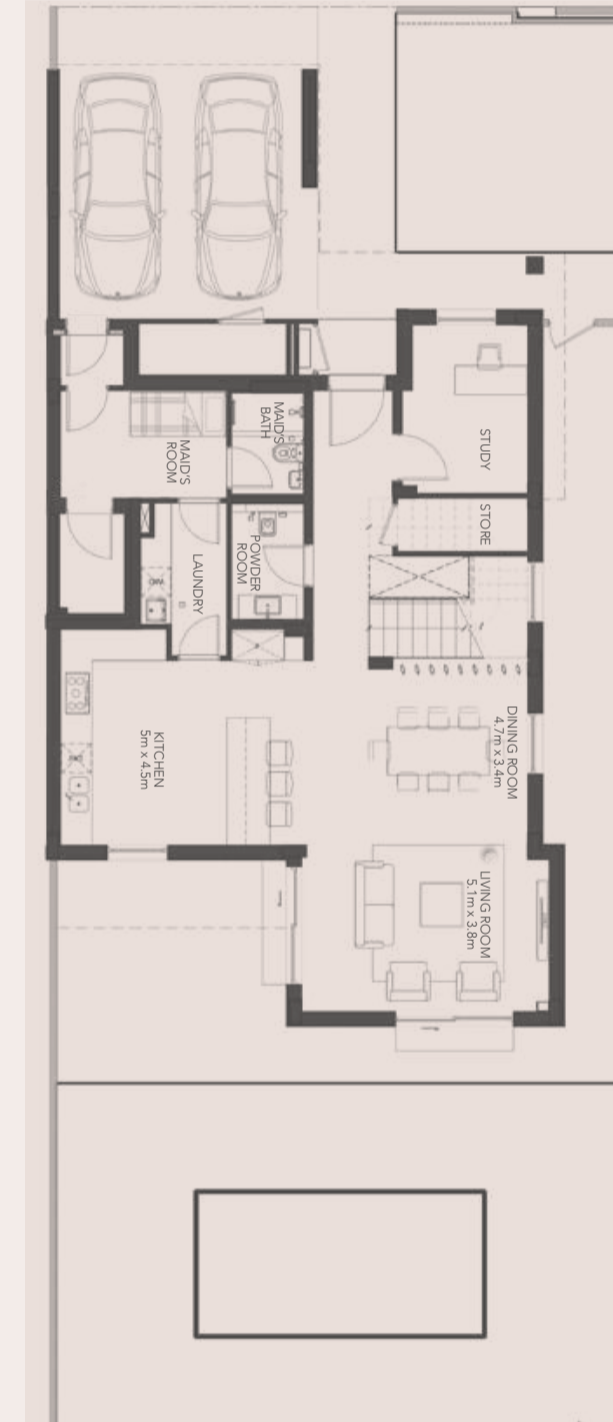 MAID'S
BATH
MAID'S
ROOM
STUDY
STORE
POWDER
ROOM
LAUNDRY
DINING ROOM
4.7m x 3.4m
KITCHEN
5m x 4.5m
LIVING ROOM
5.1m x 3.8m